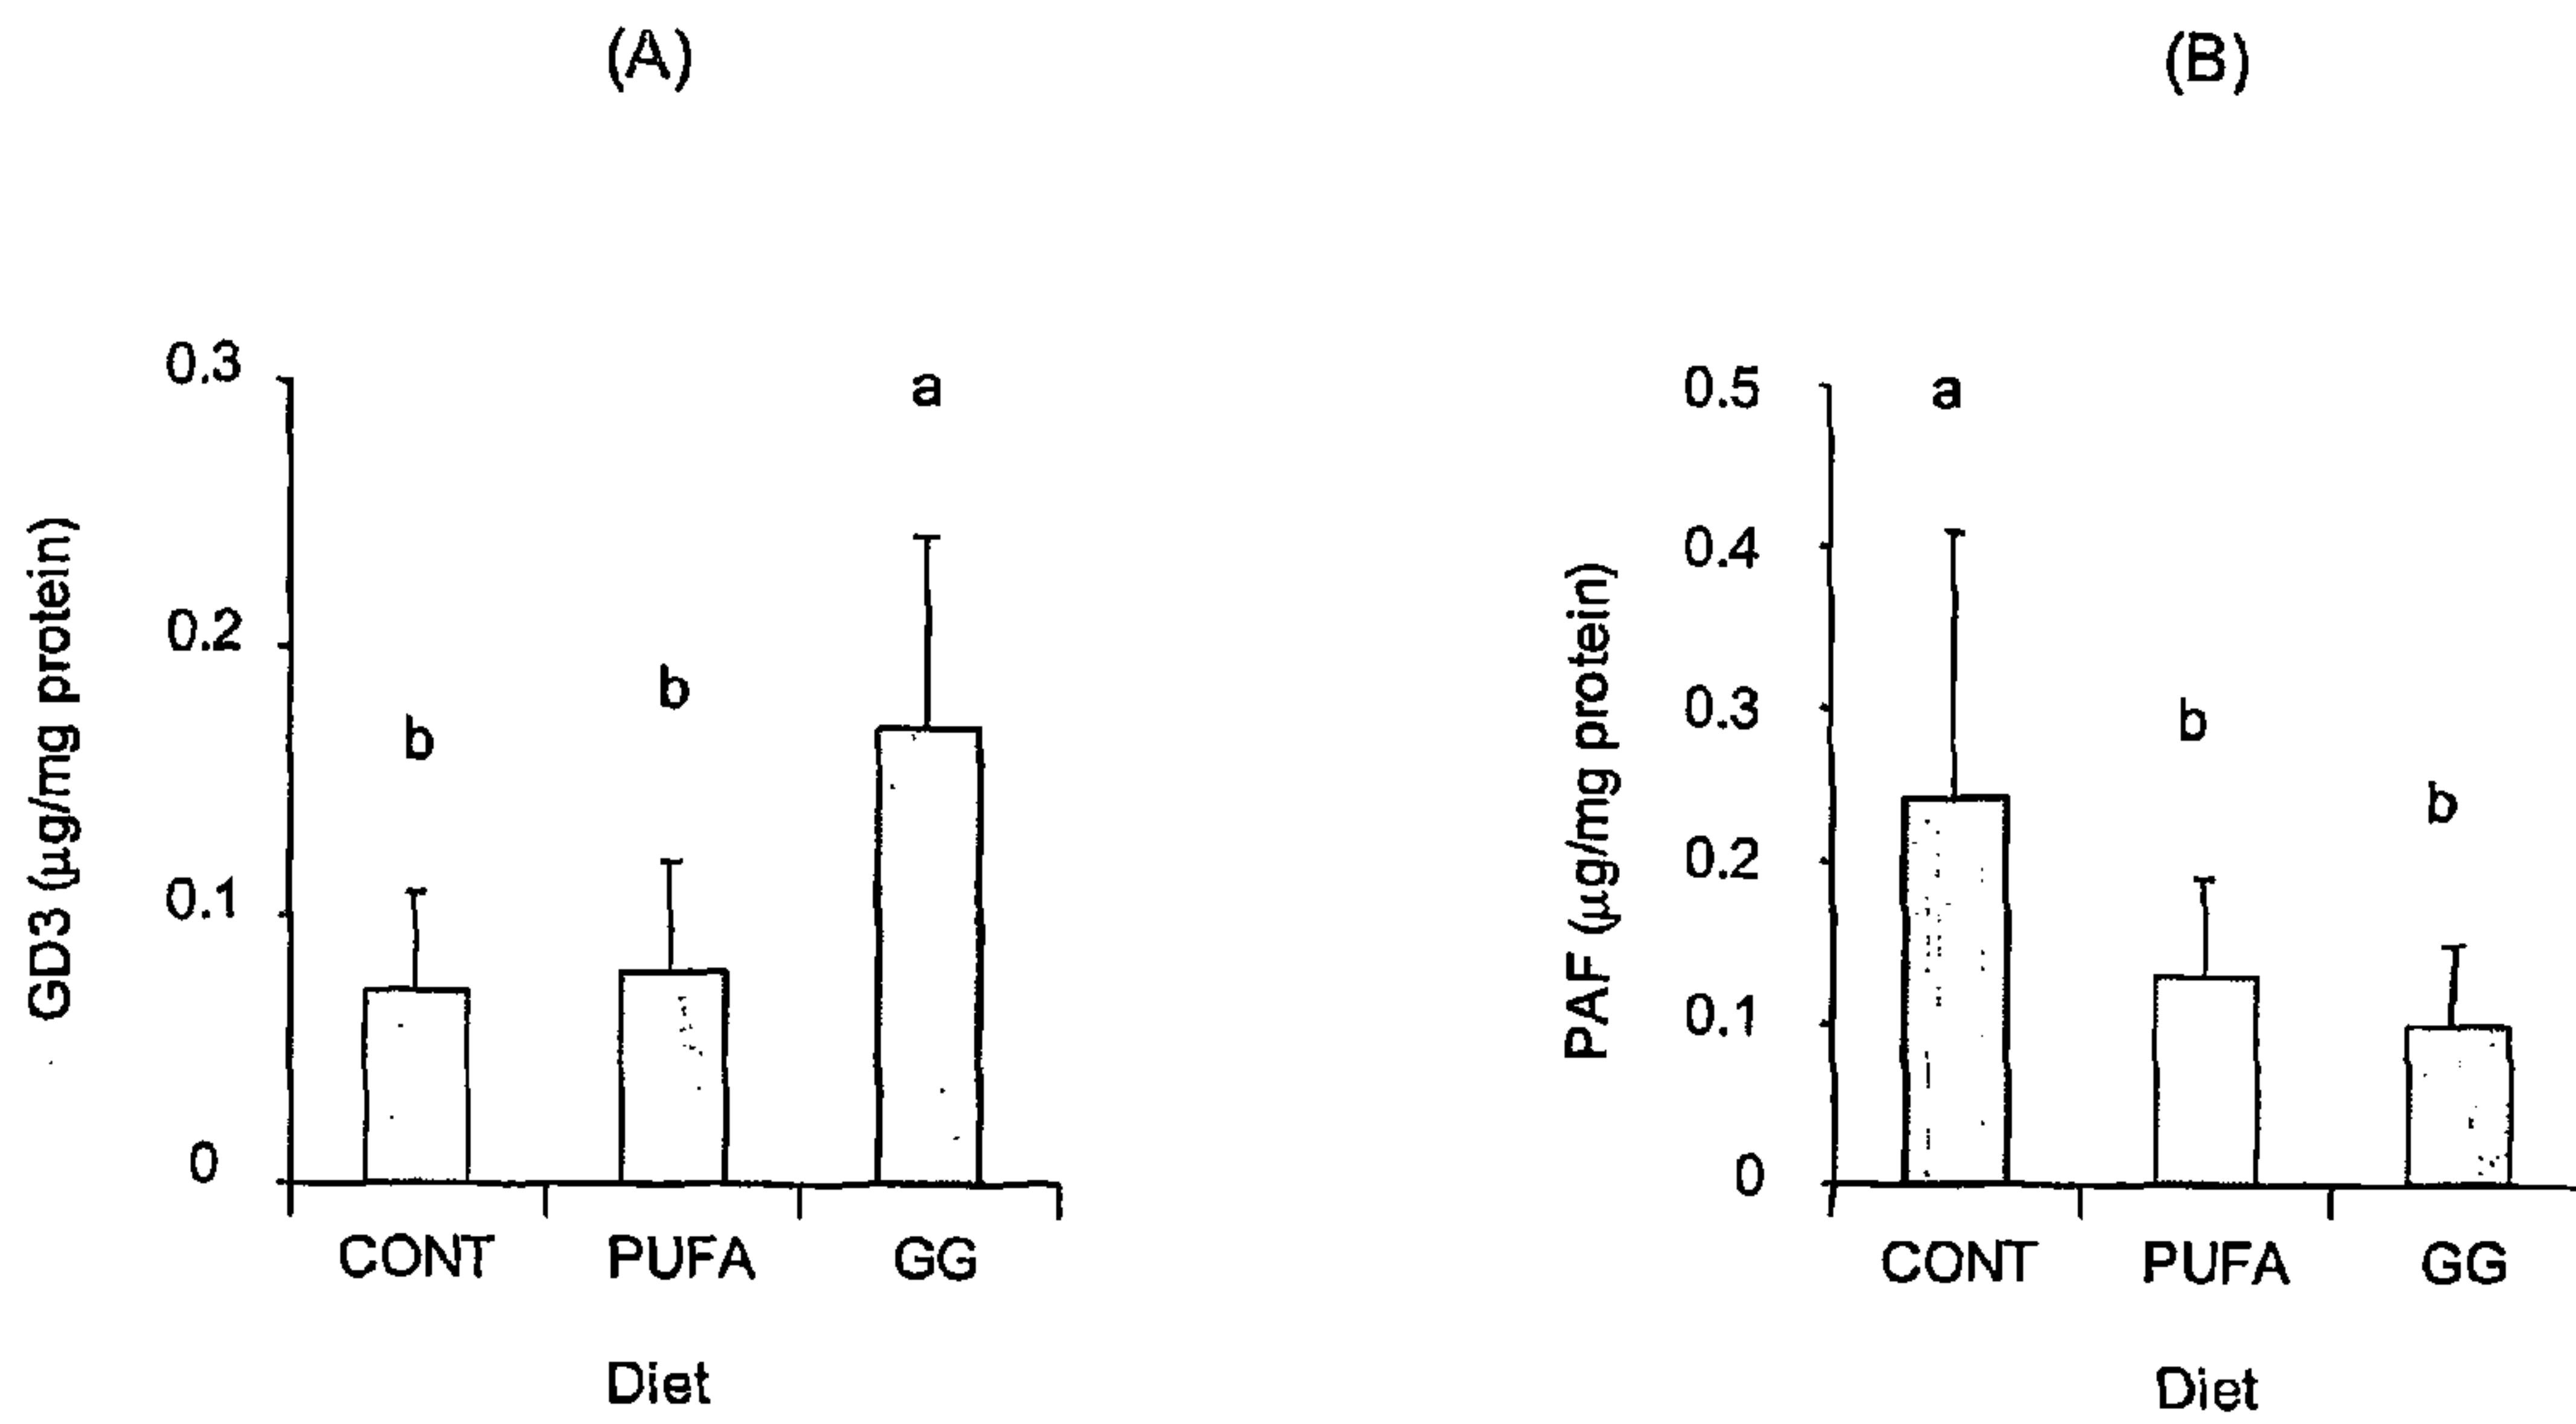 (A)
GD3 (µg/mg protein)
0.3
0.2
0.1
0
b
b
a
CONT PUFA GG
Diet
(B)
PAF (µg/mg protein)
0.5
0.4
0.3
0.2
0.1
0
a
b
b
CONT PUFA GG
Diet